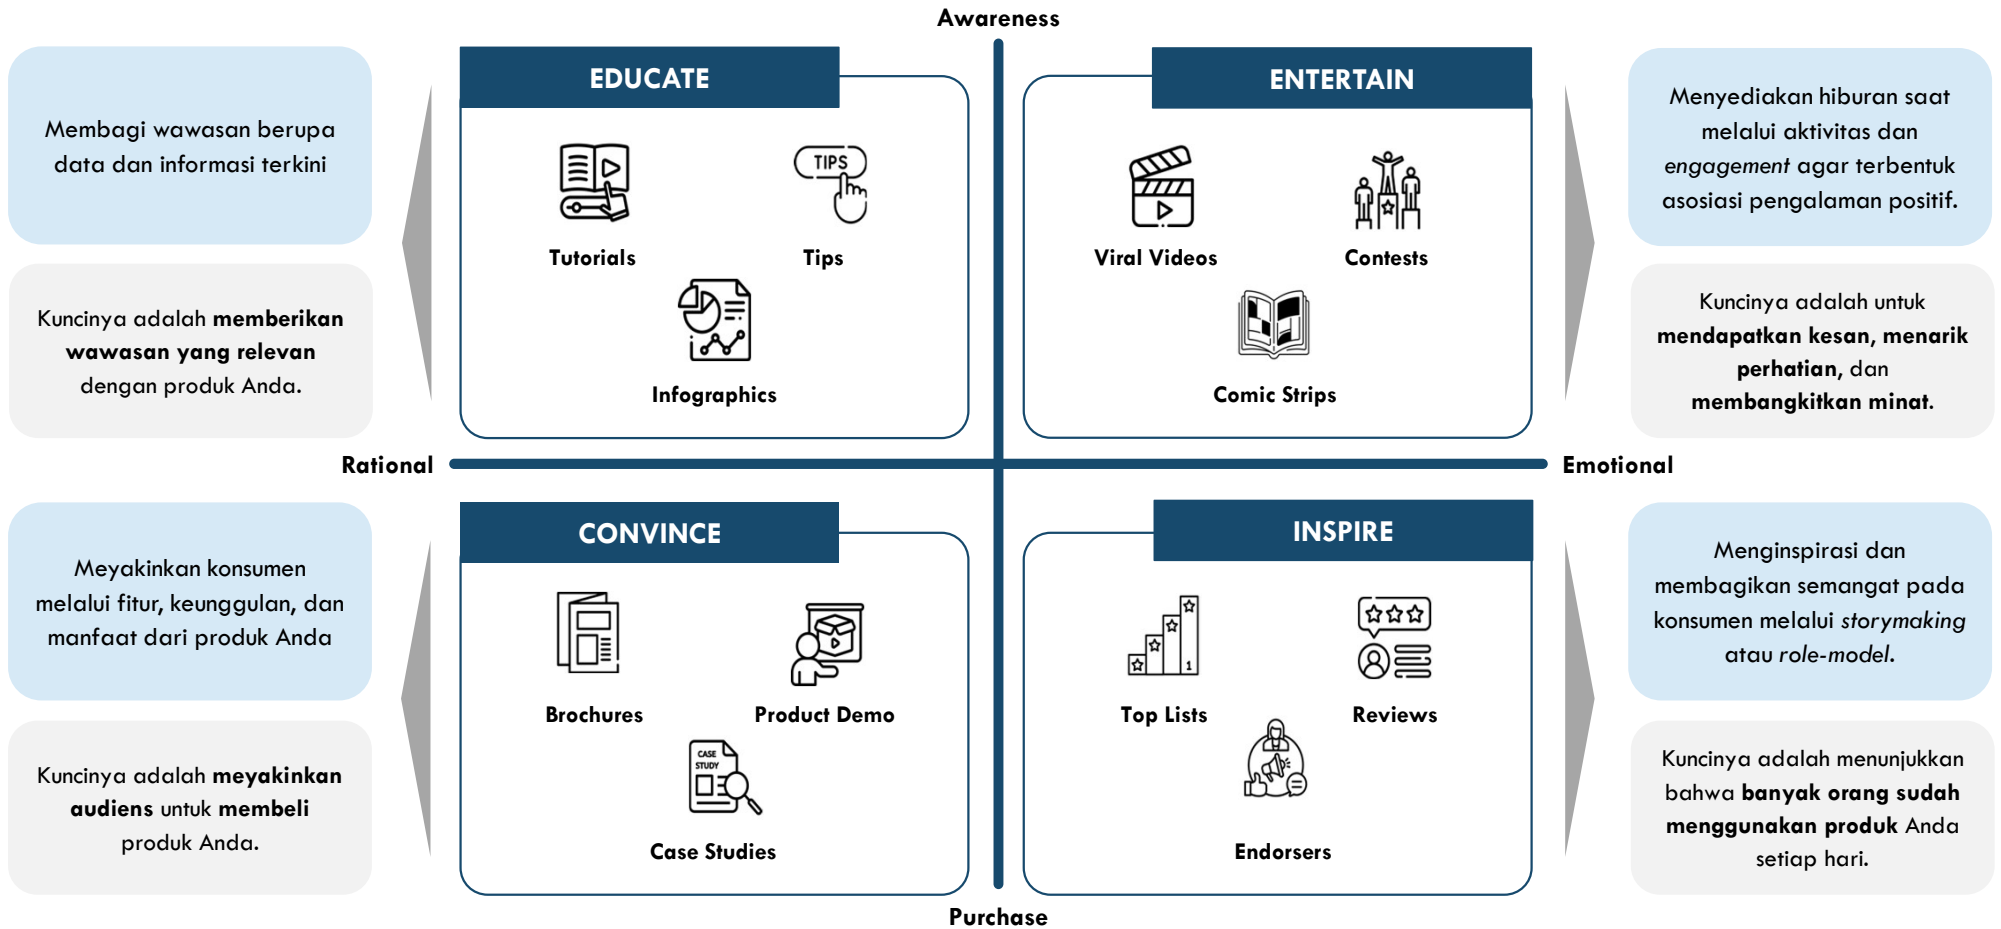 Awareness
EDUCATE
Membagi wawasan berupa
data dan informasi terkini
Kuncinya adalah memberikan
wawasan yang relevan
dengan produk Anda.
Tutorials
TIPS
Tips
Infographics
ENTERTAIN
Viral Videos
Contests
Comic Strips
Menyediakan hiburan saat
melalui aktivitas dan
engagement agar terbentuk
asosiasi pengalaman positif.
Kuncinya adalah untuk
mendapatkan kesan, menarik
perhatian, dan
membangkitkan minat.
Rational
Emotional
CONVINCE
Meyakinkan konsumen
melalui fitur, keunggulan, dan
manfaat dari produk Anda
Kuncinya adalah meyakinkan
audiens untuk membeli
produk Anda.
Brochures
Product Demo
CASE
STUDY
Case Studies
INSPIRE
1
Top Lists
Reviews
Endorsers
Menginspirasi dan
membagikan semangat pada
konsumen melalui storymaking
atau role-model.
Kuncinya adalah menunjukkan
bahwa banyak orang sudah
menggunakan produk Anda
setiap hari.
Purchase